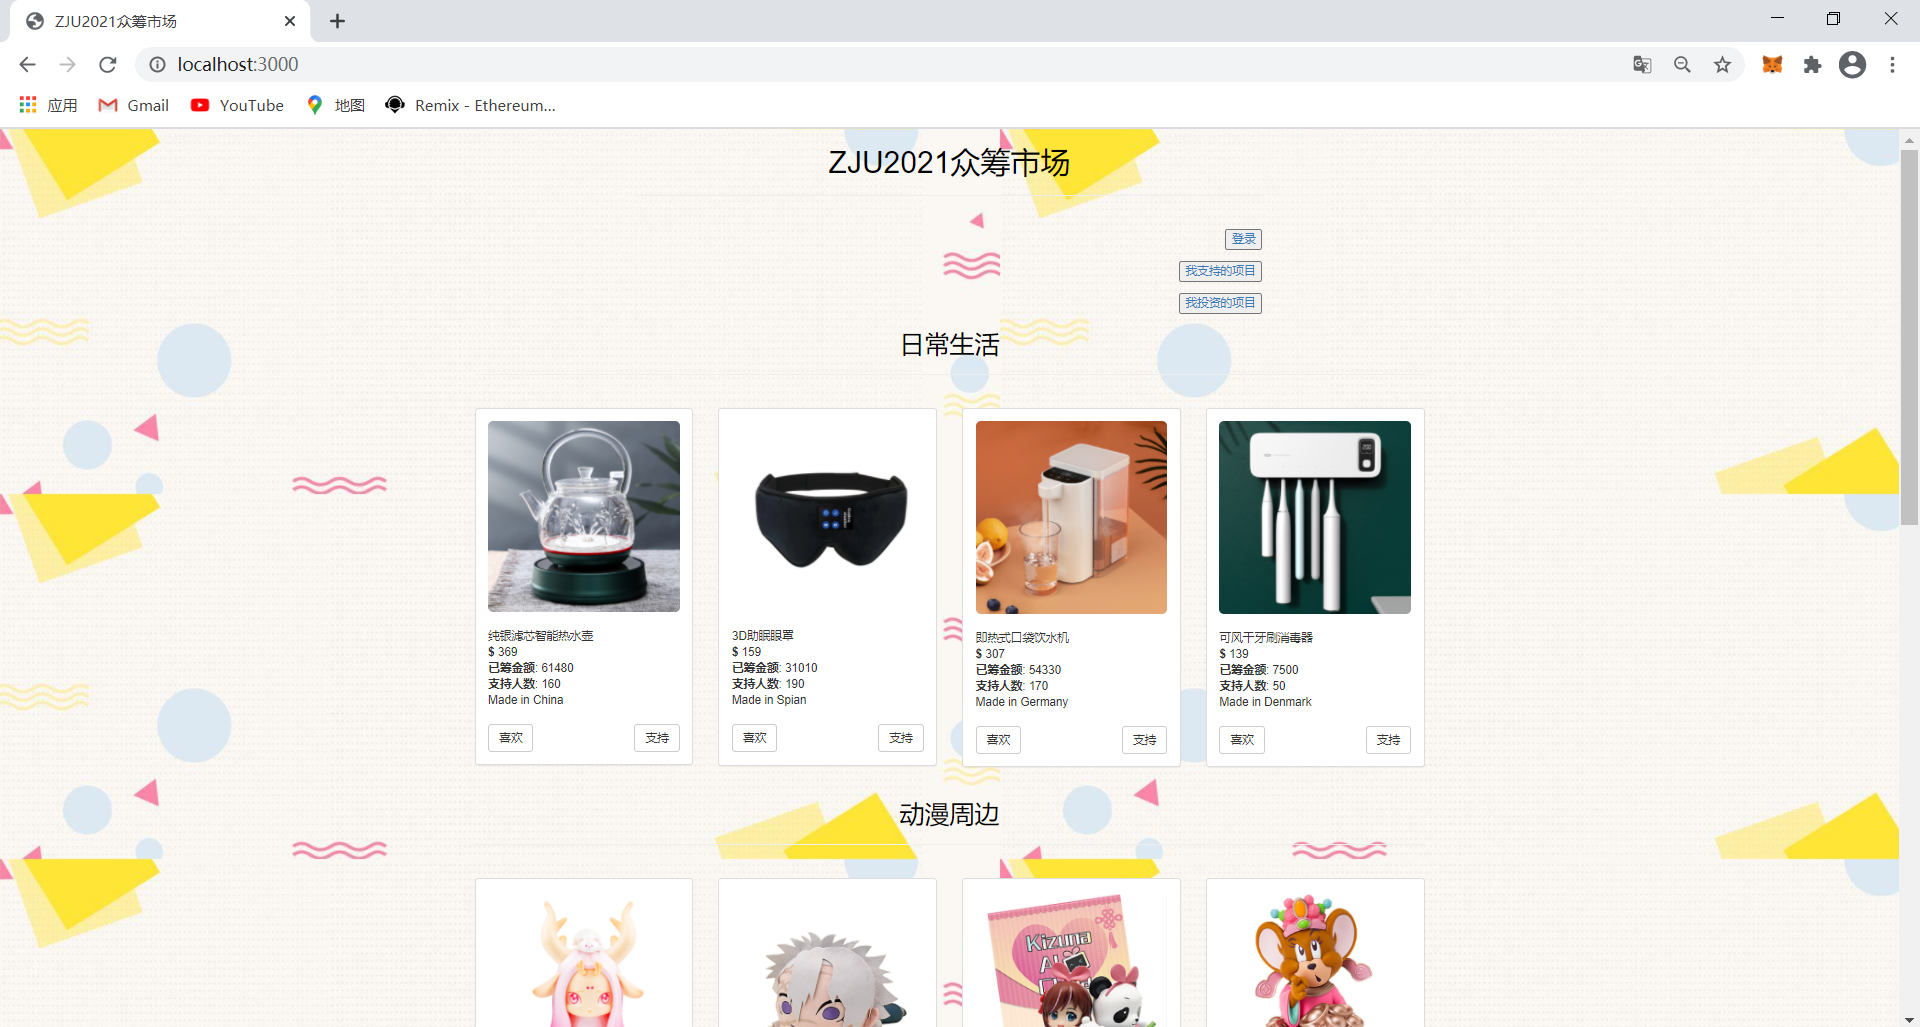 ZJU2021众筹市场
localhost:3000
应用
Gmail
YouTube
地图
Remix - Ethereum...
ZJU2021众筹市场
登录
我支持的项目
我投资的项目
日常生活
纯银滤芯智能热水壶
$ 369
已筹金额: 61480
支持人数: 160
Made in China
喜欢
支持
3D助眠眼罩
$ 159
已筹金额: 31010
支持人数: 190
Made in Spian
喜欢
支持
即热式口袋饮水机
$ 307
已筹金额: 54330
支持人数: 170
Made in Germany
喜欢
支持
可风干牙刷消毒器
$ 139
已筹金额: 7500
支持人数: 50
Made in Denmark
喜欢
支持
动漫周边
Kizuna